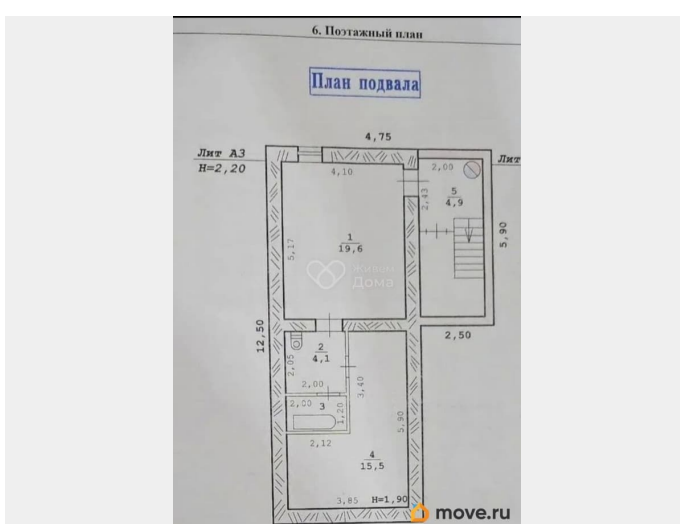 6. Поэтажный план
План подвала
4,75
Лит А3
Н=2,20
Лит
4,10
2,00
5
4,9
2,43
1
19,6
5,17
5,90
живем
Дома
12,50
2,50
2
4,1
2,05
3,40
2,00
2,00
3
1,20
5,90
2,12
4
15,5
3,85
Н=1,90
move.ru